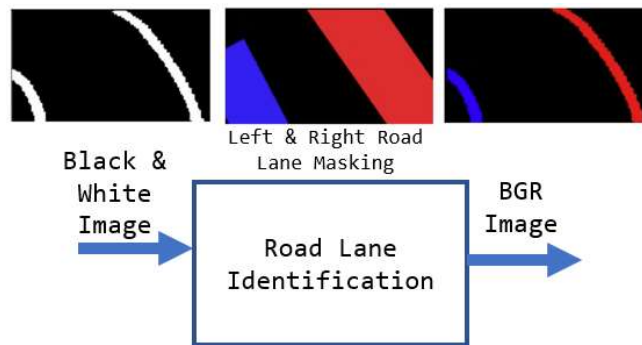 Left & Right Road
Lane Masking
Black &
White
Image
BGR
Image
Road Lane
Identification